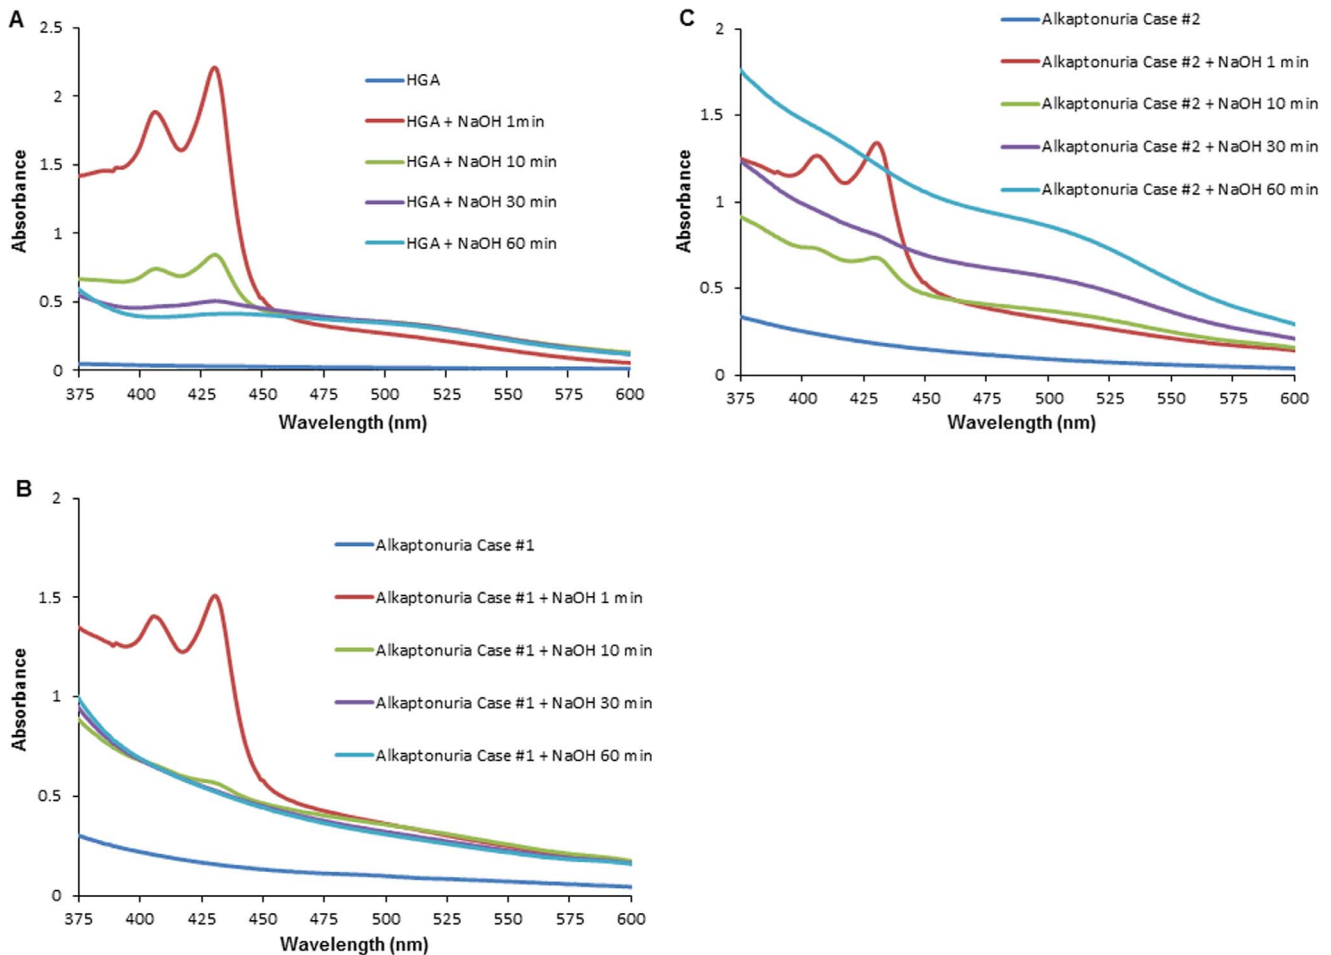 A
2.5
2
1.5
1
0.5
0
375 400 425 450 475 500 525 550 575 600
Absorbance
Wavelength (nm)
HGA
HGA + NaOH 1min
HGA + NaOH 10 min
HGA + NaOH 30 min
HGA + NaOH 60 min
C
2
1.5
1
0.5
0
375 400 425 450 475 500 525 550 575 600
Absorbance
Wavelength (nm)
Alkaptonuria Case #2
Alkaptonuria Case #2 + NaOH 1 min
Alkaptonuria Case #2 + NaOH 10 min
Alkaptonuria Case #2 + NaOH 30 min
Alkaptonuria Case #2 + NaOH 60 min
B
2
1.5
1
0.5
0
375 400 425 450 475 500 525 550 575 600
Absorbance
Wavelength (nm)
Alkaptonuria Case #1
Alkaptonuria Case #1 + NaOH 1 min
Alkaptonuria Case #1 + NaOH 10 min
Alkaptonuria Case #1 + NaOH 30 min
Alkaptonuria Case #1 + NaOH 60 min